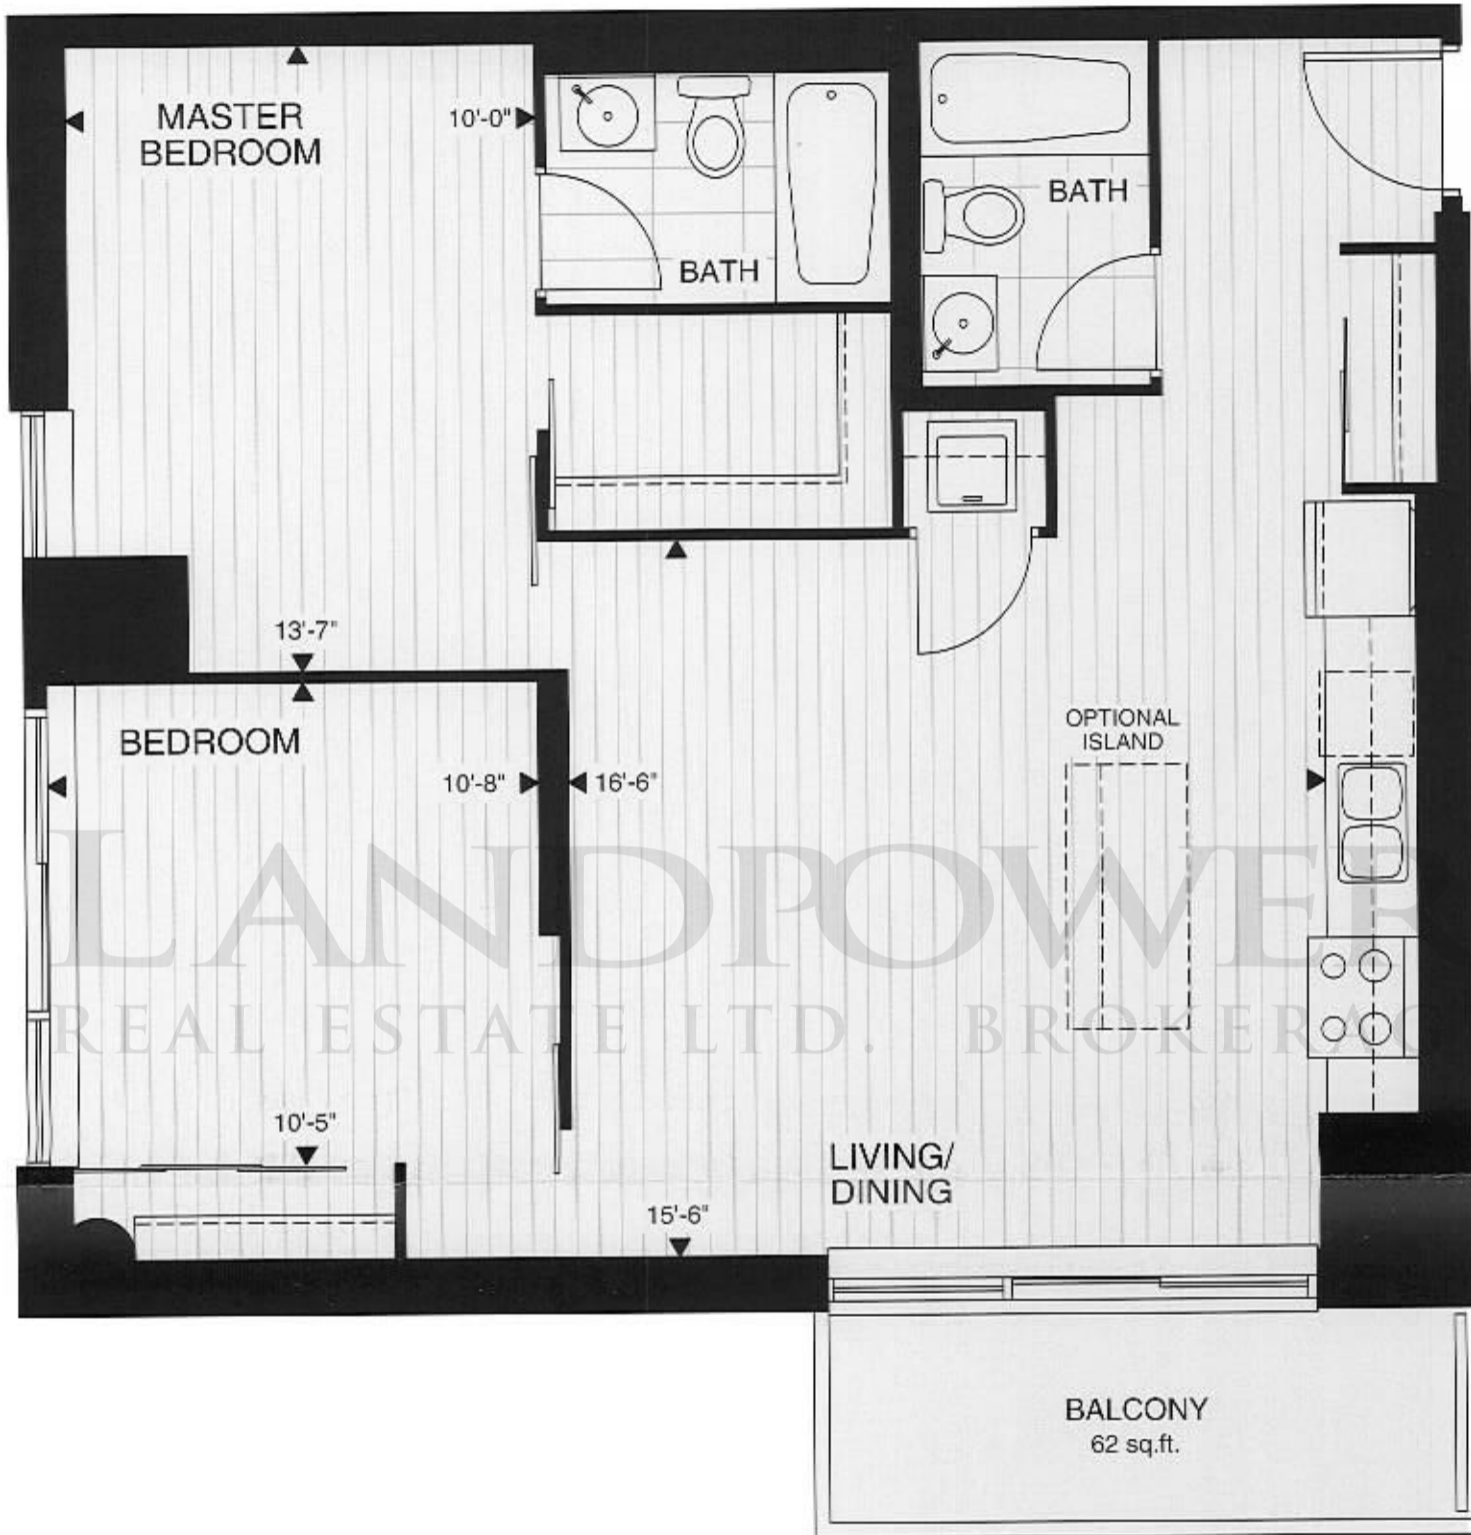 MASTER
BEDROOM
10'-0"
BATH
BATH
13'-7"
BEDROOM
10'-8"
16'-6"
OPTIONAL
ISLAND
LANDPOWER
REAL ESTATE LTD. BROKERAG
10'-5"
LIVING/
DINING
15'-6"
BALCONY
62 sq.ft.